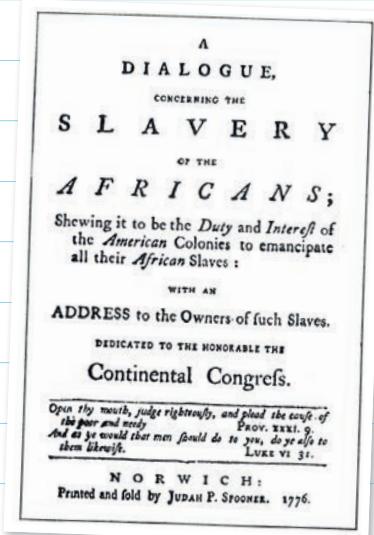 A
DIALOGUE,
CONCERNING THE
SLAVERY
OF THE
AFRICANS;
Shewing it to be the Duty and Intereſt of
the American Colonies to emancipate
all their African Slaves :
WITH AN
ADDRESS to the Owners of ſuch Slaves.
DEDICATED TO THE HONORABLE THE
Continental Congreſs.
Open thy mouth, judge righteouſly, and plead the cauſe of
the poor and needy PROV. XXXI. 9.
And as ye would that men ſhould do to you, do ye alſo to
them likewiſe. LUKE VI 31.
NORWICH:
Printed and ſold by JUDAH P. SPOONER. 1776.